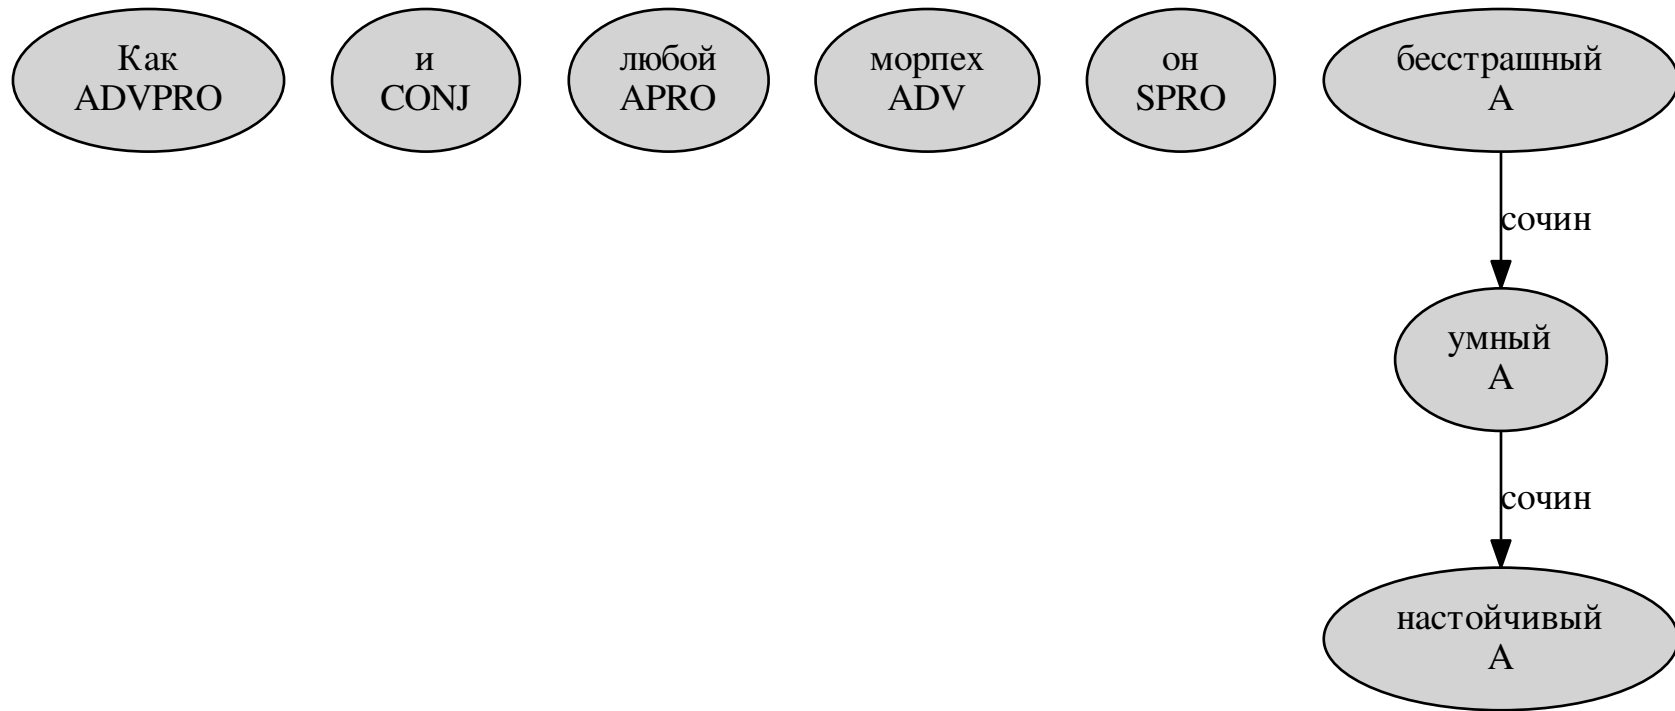 Как
ADVPRO
и
CONJ
любой
APRO
морпех
ADV
он
SPRO
бесстрашный
A
сочин
умный
A
сочин
настойчивый
A